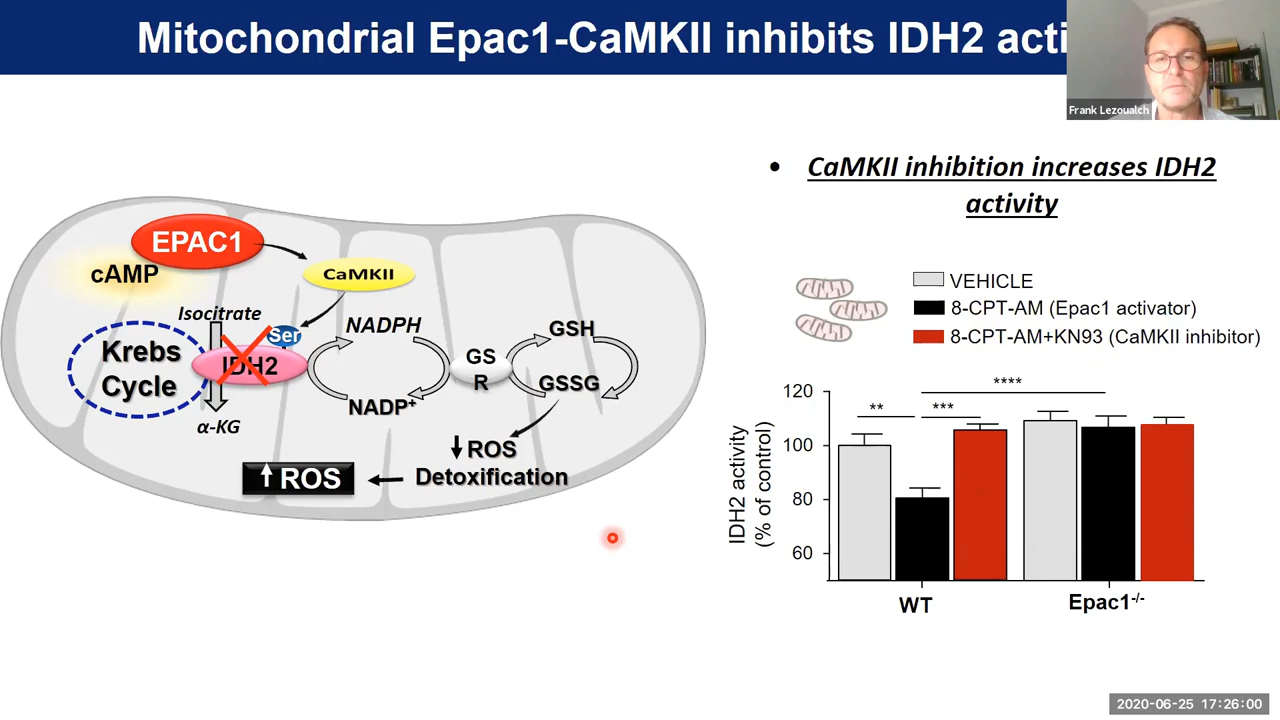 Mitochondrial Epac1-CaMKII inhibits IDH2 acti
Frank Lezoualch
• CaMKII inhibition increases IDH2
activity
EPAC1
cAMP
CaMKII
Isocitrate
Ser
NADPH
GSH
Krebs
Cycle
IDH2
GS
R
GSSG
NADP⁺
α-KG
↓ROS
Detoxification
↑ROS
VEHICLE
8-CPT-AM (Epac1 activator)
8-CPT-AM+KN93 (CaMKII inhibitor)
IDH2 activity
(% of control)
120
100
80
60
**
***
****
WT
Epac1-/-
2020-06-25 17:26:00